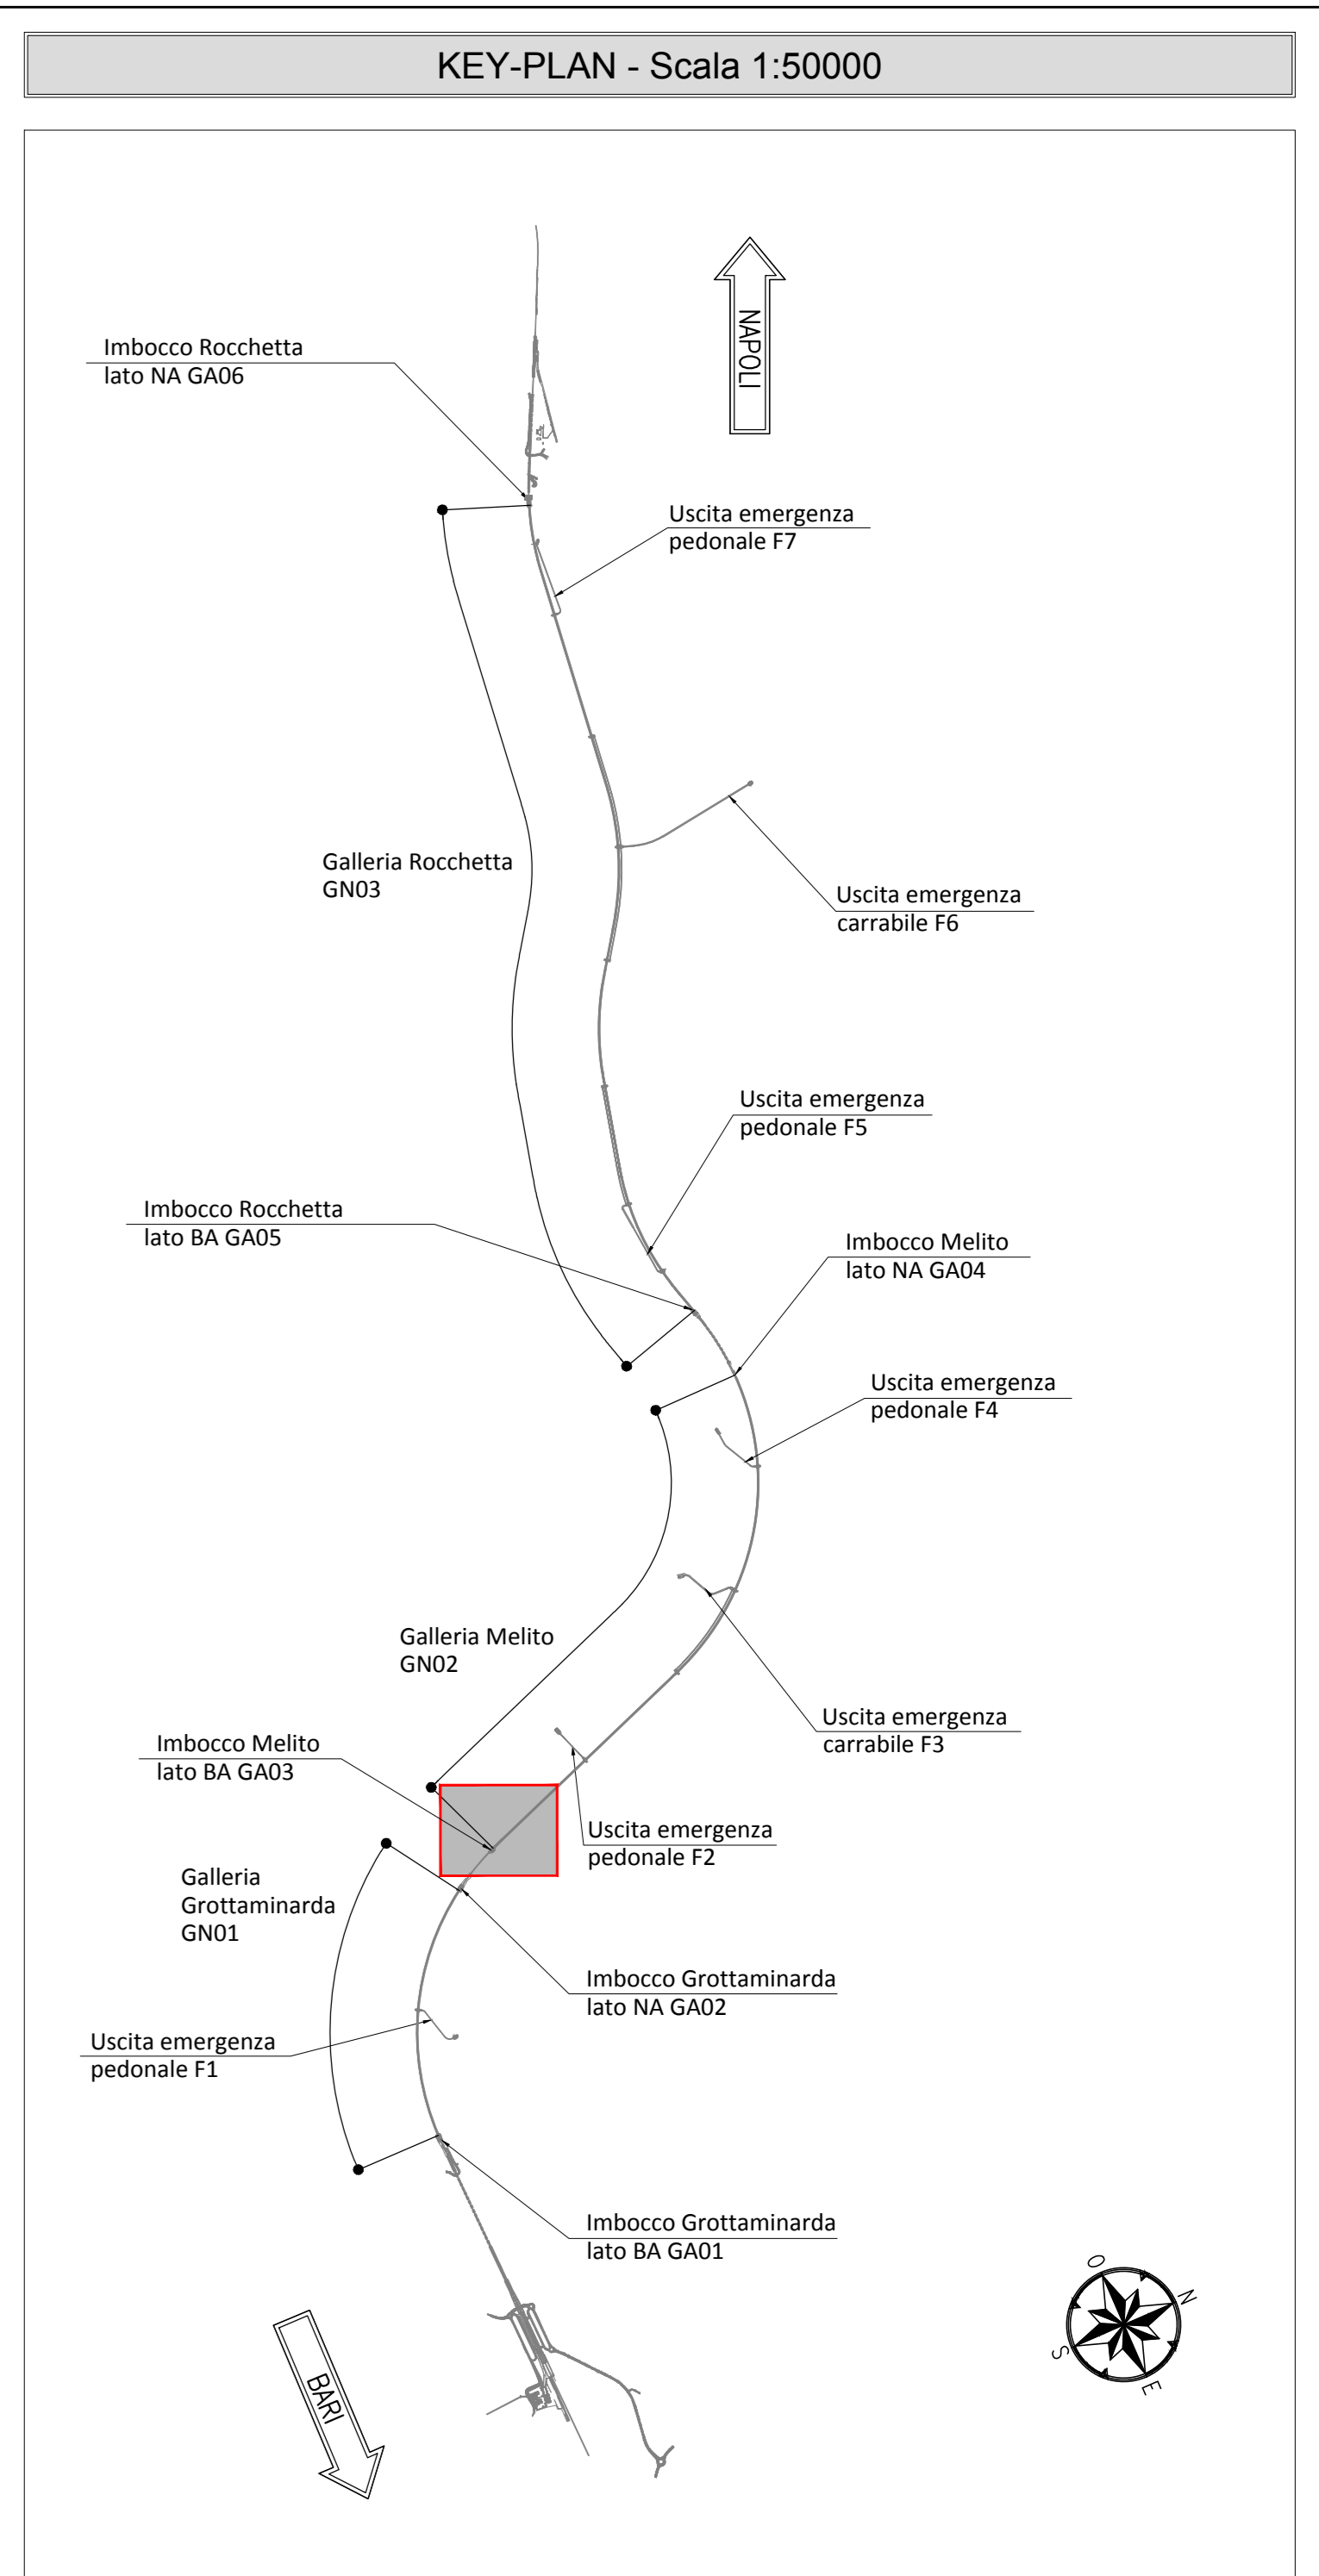 KEY-PLAN - Scala 1:50000
NAPOLI
Imbocco Rocchetta
lato NA GA06
Uscita emergenza
pedonale F7
Galleria Rocchetta
GN03
Uscita emergenza
carrabile F6
Uscita emergenza
pedonale F5
Imbocco Rocchetta
lato BA GA05
Imbocco Melito
lato NA GA04
Uscita emergenza
pedonale F4
Galleria Melito
GN02
Uscita emergenza
carrabile F3
Imbocco Melito
lato BA GA03
Uscita emergenza
pedonale F2
Galleria
Grottaminarda
GN01
Imbocco Grottaminarda
lato NA GA02
Uscita emergenza
pedonale F1
Imbocco Grottaminarda
lato BA GA01
BARI
O
N
S
E